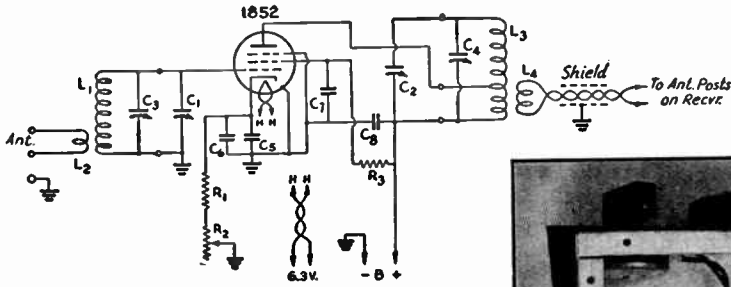 1852
L1
L3
C4
L4
Shield
C3
C1
C7
C2
To Ant. Posts
on Recvr.
Ant.
H H
C8
L2
C6
C5
R1
R3
H H
R2
6.3V.
- B +